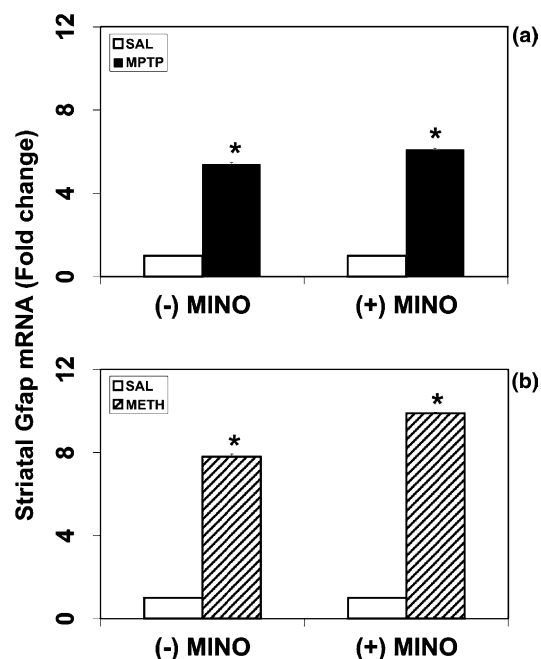 Striatal Gfap mRNA (Fold change)
(a)
12
8
4
0
SAL
MPTP
*
*
(-) MINO
(+) MINO
(b)
12
8
4
0
SAL
METH
*
*
(-) MINO
(+) MINO